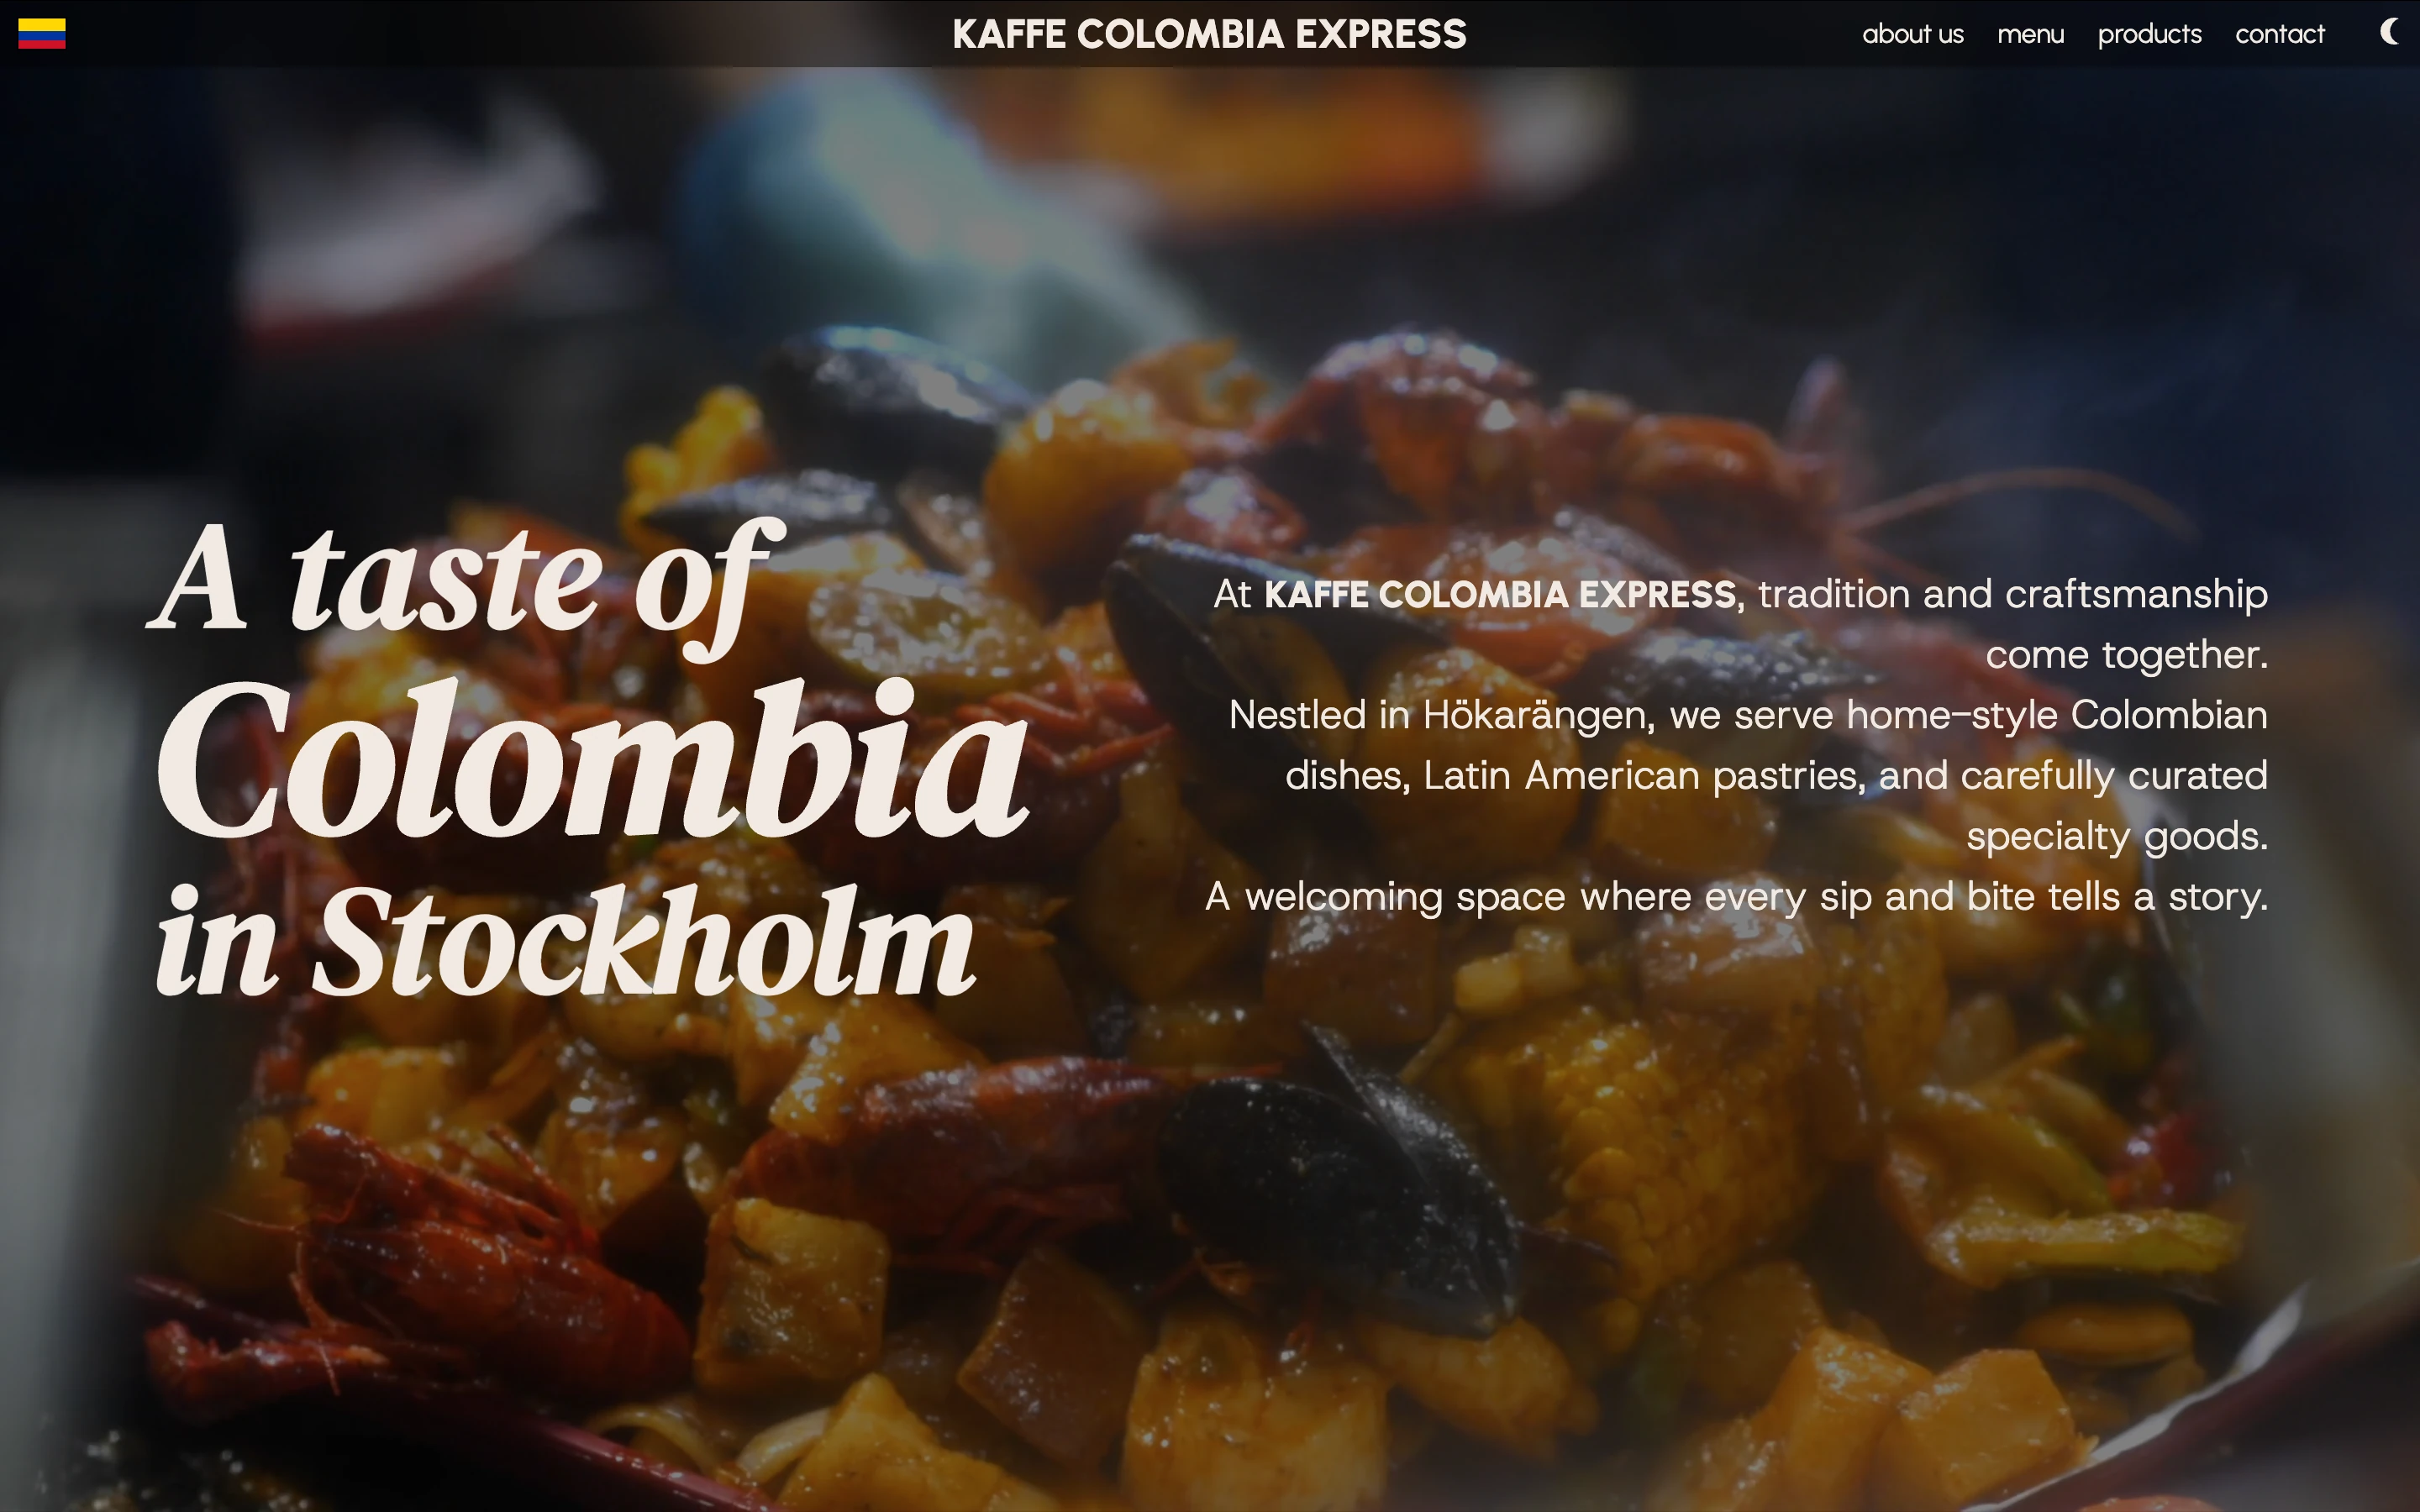 KAFFE COLOMBIA EXPRESS
about us menu products contact
A taste of
Colombia
in Stockholm
At KAFFE COLOMBIA EXPRESS, tradition and craftsmanship
come together.
Nestled in Hökarängen, we serve home-style Colombian
dishes, Latin American pastries, and carefully curated
specialty goods.
A welcoming space where every sip and bite tells a story.